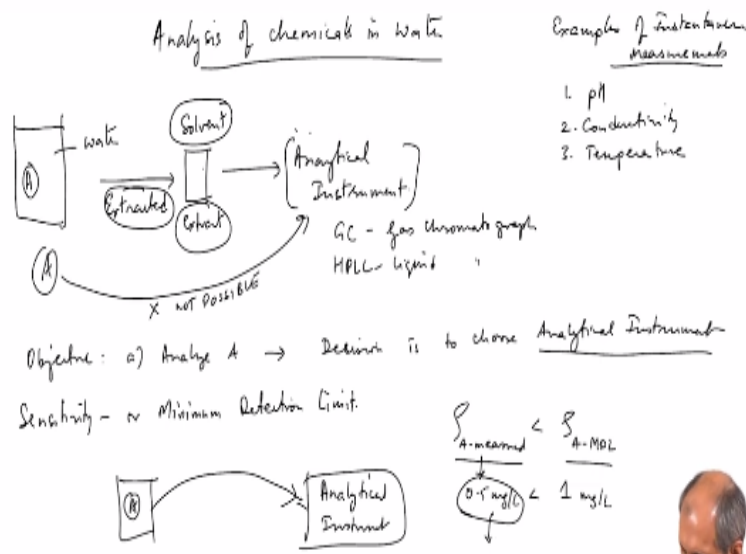 Analysis of chemicals in water
Examples of Instantaneous
Measurements
1. pH
2. Conductivity
3. Temperature
water
A
Solvent
Extracted
Extract
Analytical
Instrument
GC - gas chromatograph
HPLC - liquid "
A
X NOT POSSIBLE
Objective: a) Analyze A → Decision is to choose Analytical Instrument
Sensitivity - or Minimum Detection Limit.
ρA-measured < ρA-MDL
0.5 mg/L < 1 mg/L
A
Analytical
Instrument